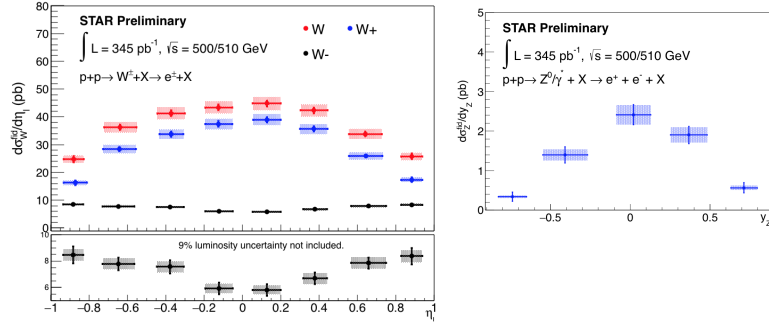 STAR Preliminary
∫ L = 345 pb⁻¹, √s = 500/510 GeV
p+p→ W±+X→ e±+X
W W+
W-
dσ_W^fid/dη_l (pb)
80
70
60
50
40
30
20
10
0
9% luminosity uncertainty not included.
10
8
6
−1 −0.8 −0.6 −0.4 −0.2 0 0.2 0.4 0.6 0.8 1
η_l
STAR Preliminary
∫ L = 345 pb⁻¹, √s = 500/510 GeV
p+p→ Z⁰/γ* + X → e⁺ + e⁻ + X
dσ_Z^fid/dy_Z (pb)
5
4
3
2
1
0
−0.5 0 0.5
y_Z